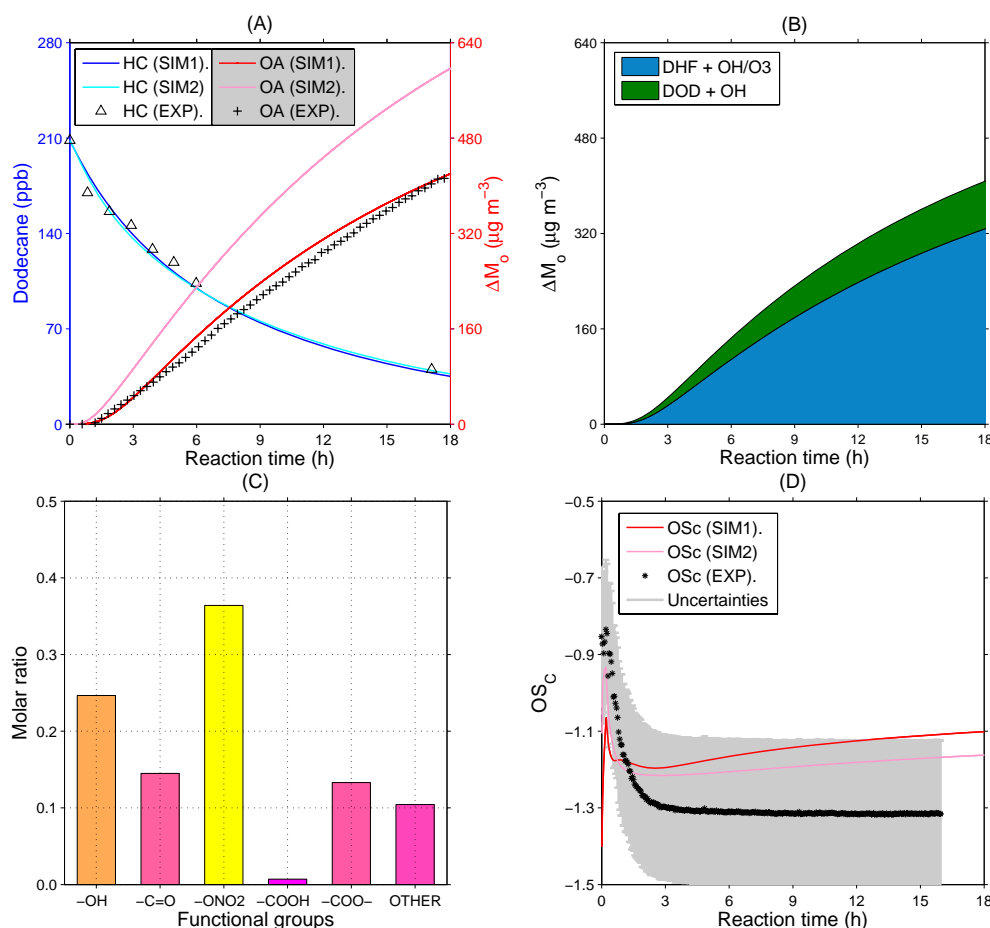 (A)
280
210
140
70
0
Dodecane (ppb)
HC (SIM1).
HC (SIM2)
HC (EXP).
OA (SIM1).
OA (SIM2).
OA (EXP).
640
480
320
160
0
ΔMₒ (μg m⁻³)
0 3 6 9 12 15 18
Reaction time (h)
(B)
640
480
320
160
0
ΔMₒ (μg m⁻³)
DHF + OH/O3
DOD + OH
0 3 6 9 12 15 18
Reaction time (h)
(C)
0.5
0.4
0.3
0.2
0.1
0.0
Molar ratio
−OH −C=O −ONO2 −COOH −COO− OTHER
Functional groups
(D)
−0.5
−0.7
−0.9
−1.1
−1.3
−1.5
OS_C
OSc (SIM1).
OSc (SIM2)
OSc (EXP).
Uncertainties
0 3 6 9 12 15 18
Reaction time (h)